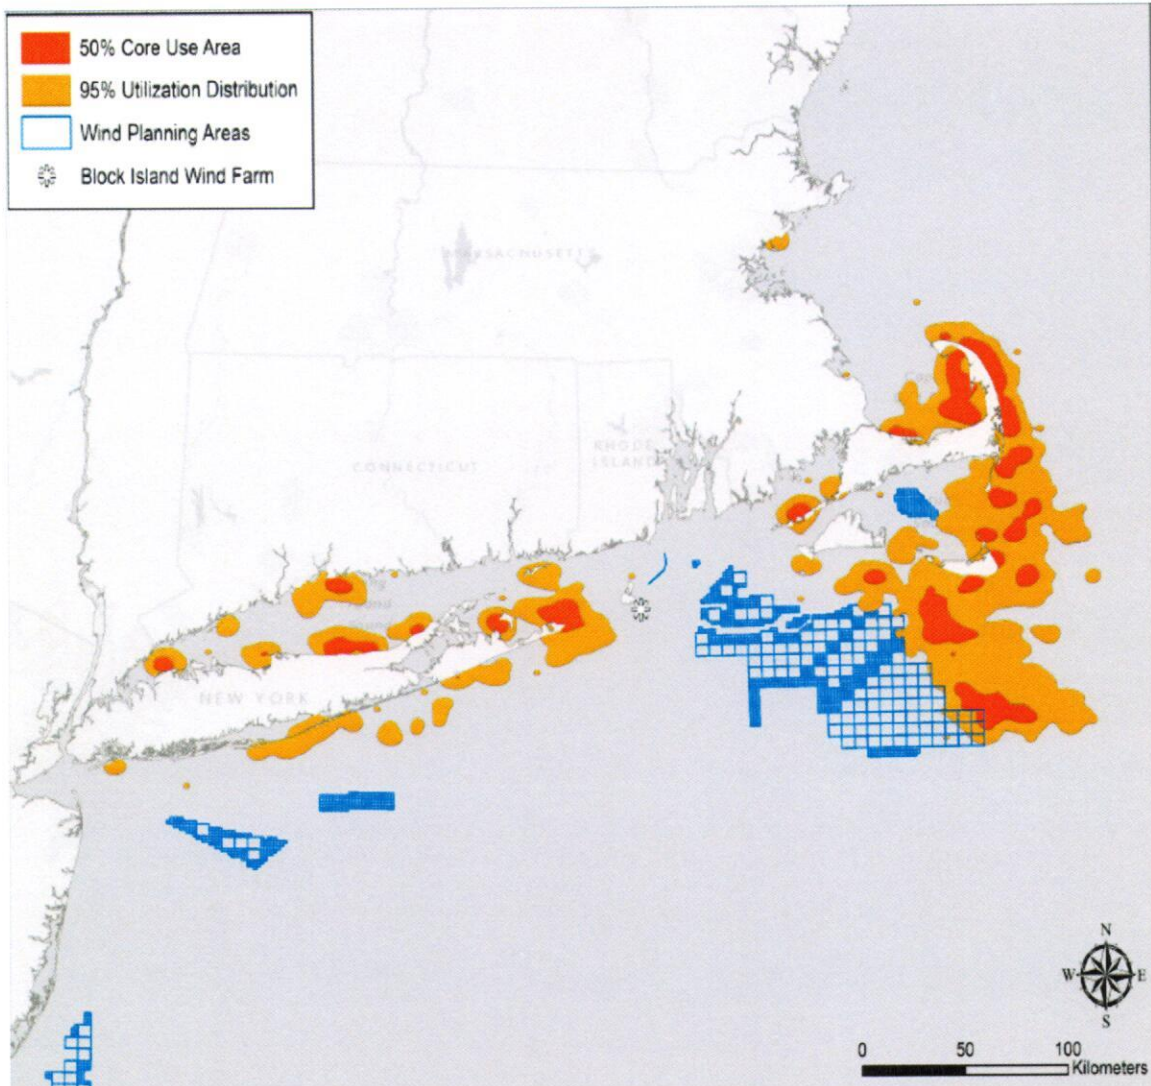 50% Core Use Area
95% Utilization Distribution
Wind Planning Areas
Block Island Wind Farm
MASSACHUSETTS
CONNECTICUT
RHODE
ISLAND
NEW YORK
N
W E
S
0 50 100
Kilometers